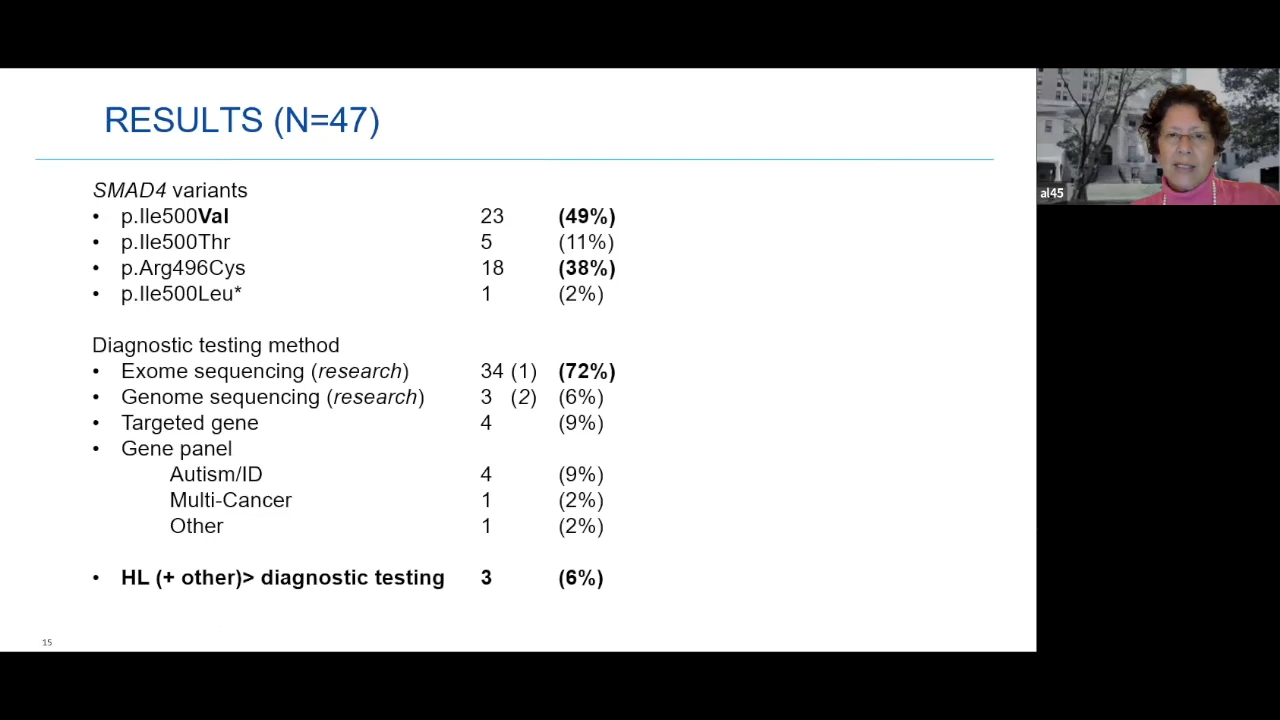 RESULTS (N=47)
al45
SMAD4 variants
• p.Ile500Val 23 (49%)
• p.Ile500Thr 5 (11%)
• p.Arg496Cys 18 (38%)
• p.Ile500Leu* 1 (2%)
Diagnostic testing method
• Exome sequencing (research) 34 (1) (72%)
• Genome sequencing (research) 3 (2) (6%)
• Targeted gene 4 (9%)
• Gene panel
Autism/ID 4 (9%)
Multi-Cancer 1 (2%)
Other 1 (2%)
• HL (+ other)> diagnostic testing 3 (6%)
15